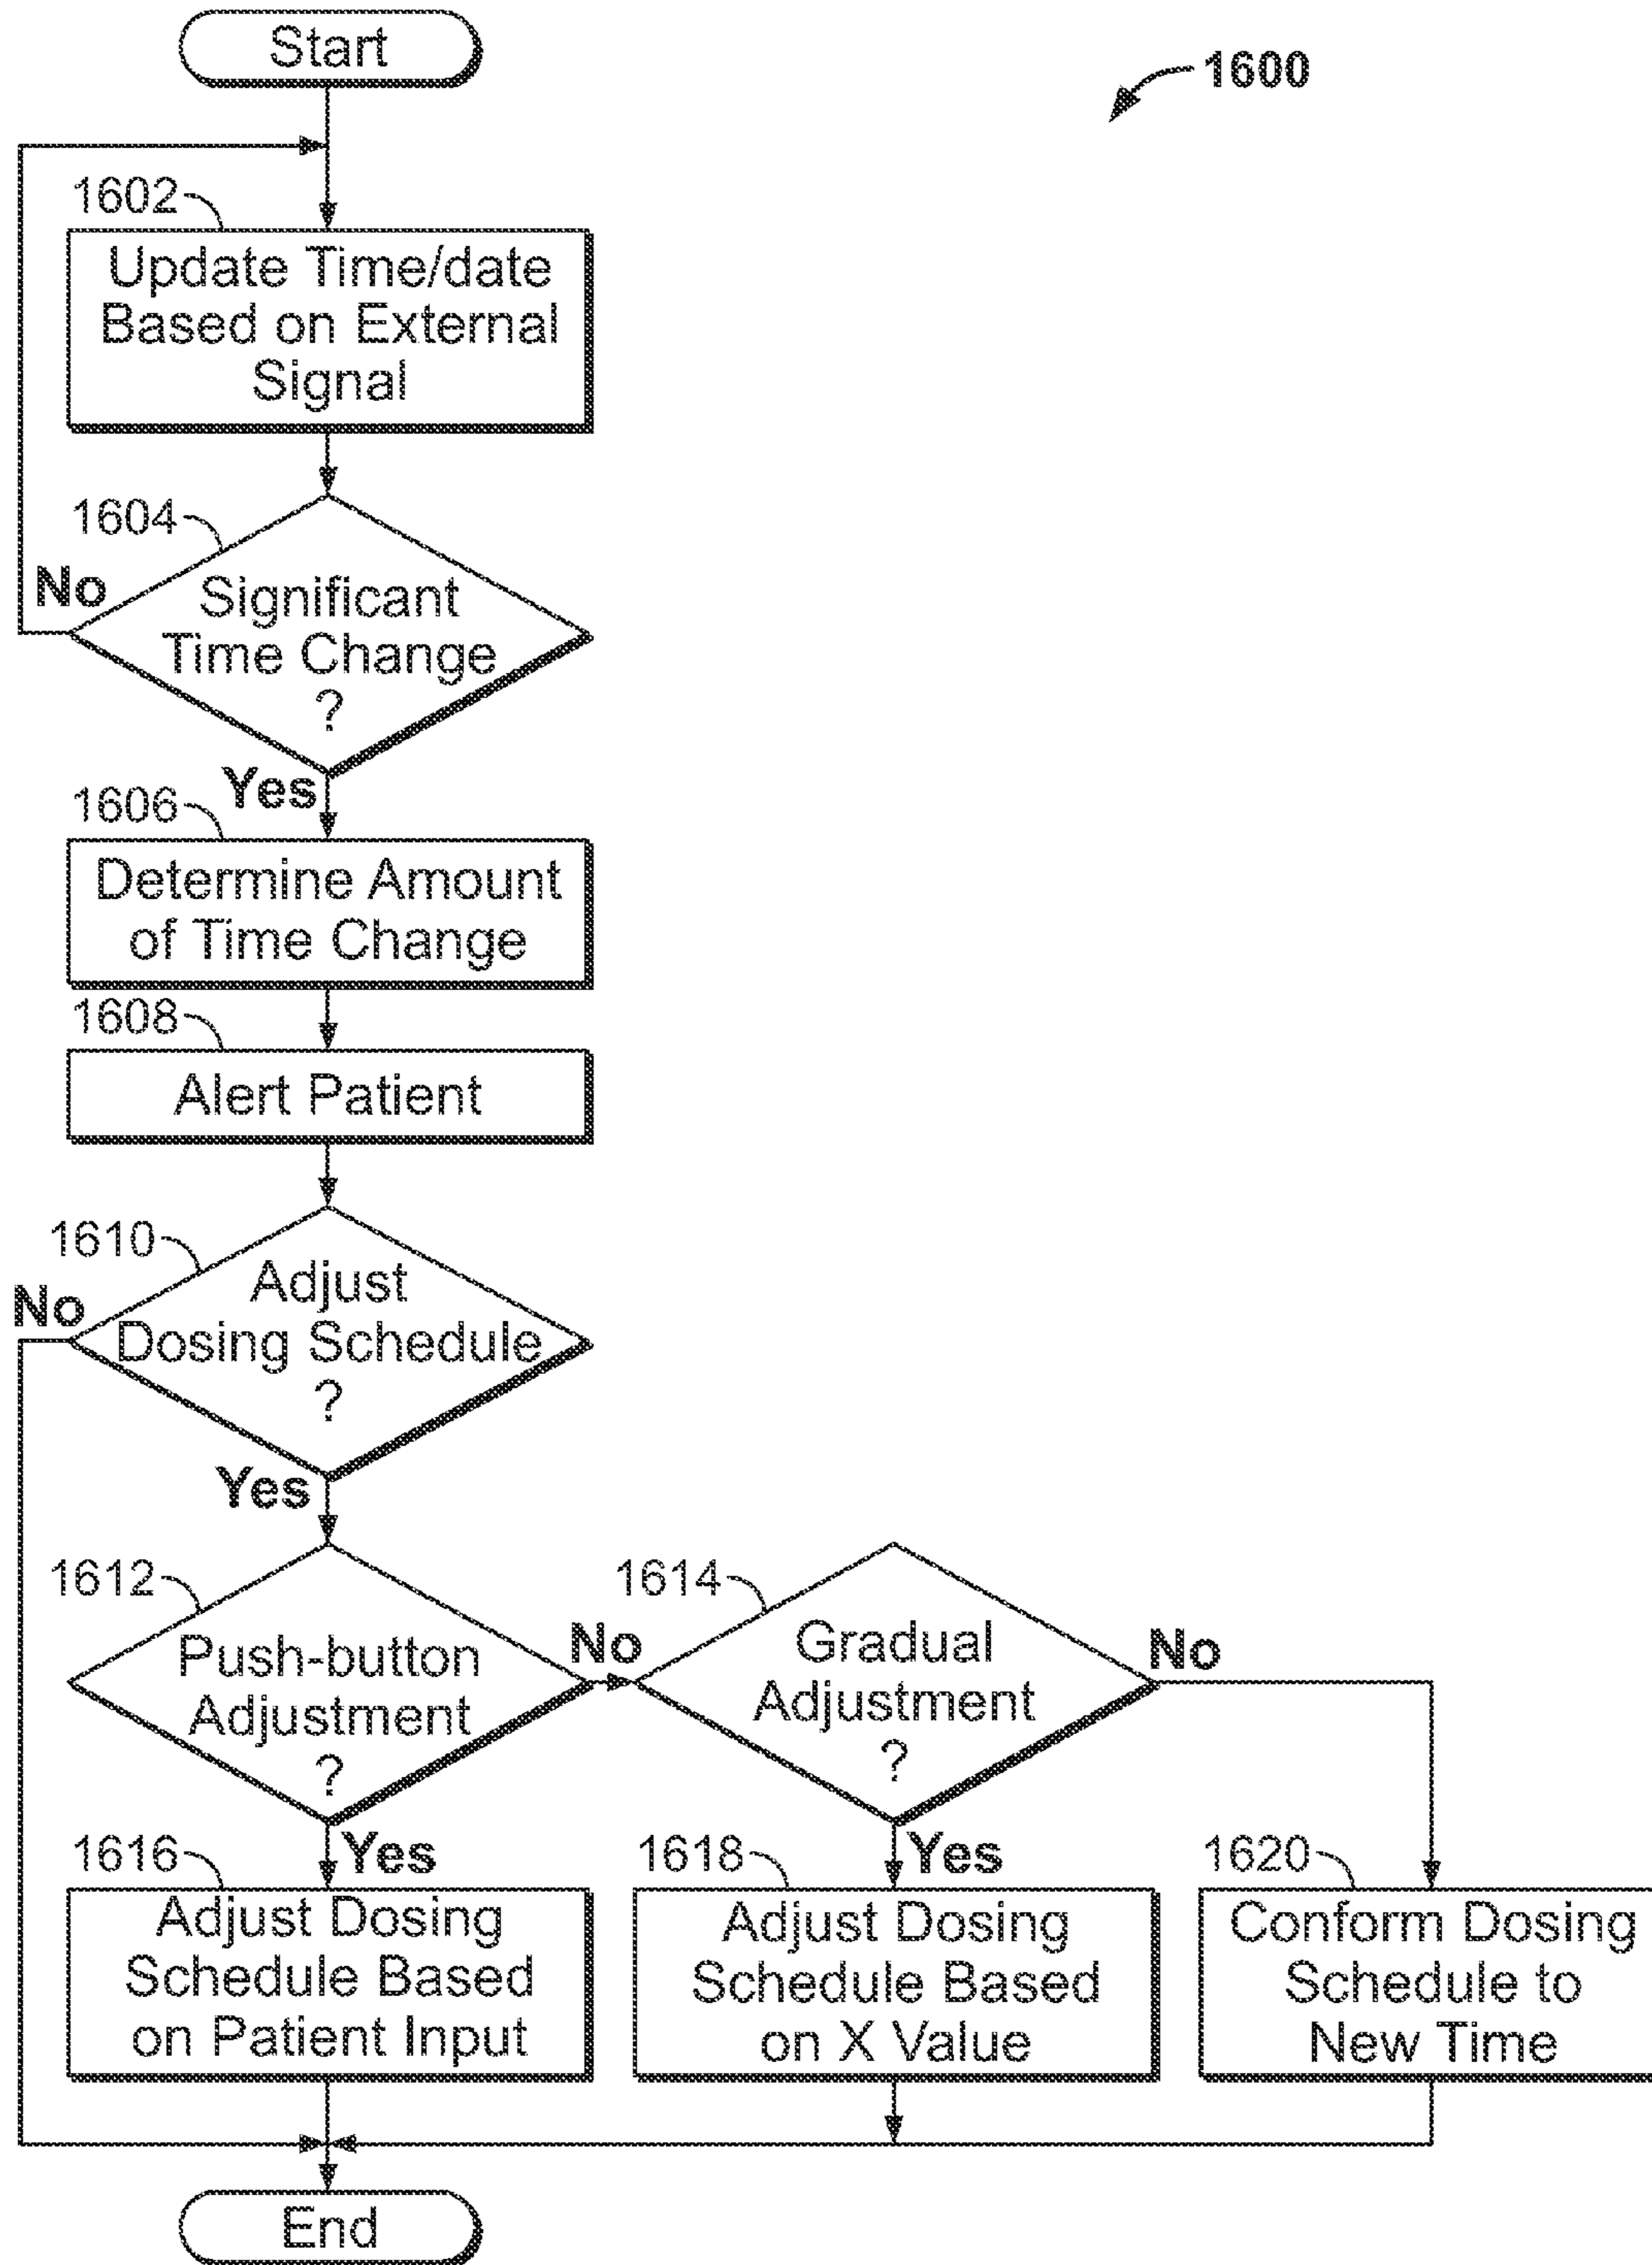 Start
1600
1602
Update Time/date
Based on External
Signal
1604
No
Significant
Time Change
?
Yes
1606
Determine Amount
of Time Change
1608
Alert Patient
1610
No
Adjust
Dosing Schedule
?
Yes
1612
Push-button
Adjustment
?
No
1614
Gradual
Adjustment
?
No
Yes
1616
Adjust Dosing
Schedule Based
on Patient Input
Yes
1618
Adjust Dosing
Schedule Based
on X Value
1620
Conform Dosing
Schedule to
New Time
End